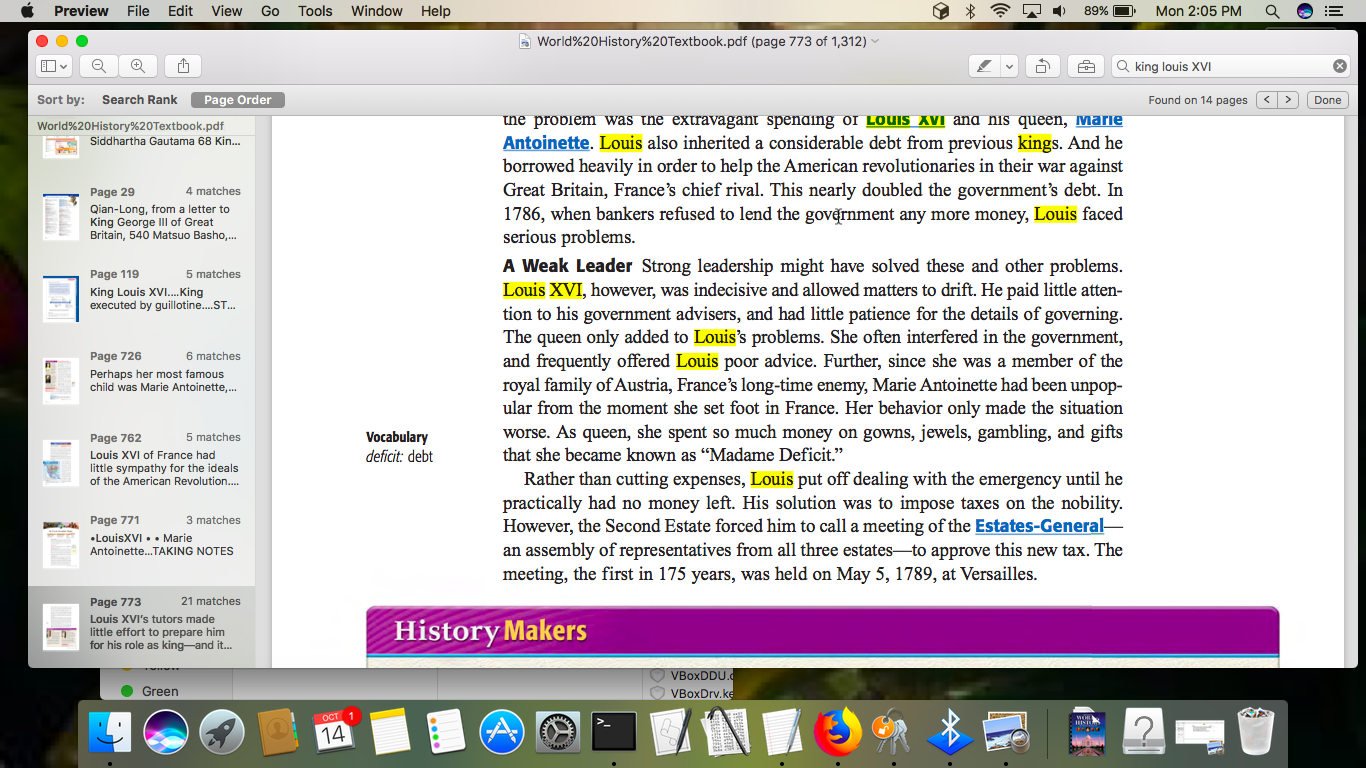 Preview File Edit View Go Tools Window Help 89% Mon 2:05 PM
World%20History%20Textbook.pdf (page 773 of 1,312)
king louis XVI
Sort by: Search Rank Page Order Found on 14 pages Done
World%20History%20Textbook.pdf
Siddhartha Gautama 68 Kin...
Page 29 4 matches
Qian-Long, from a letter to
King George III of Great
Britain, 540 Matsuo Basho,...
Page 119 5 matches
King Louis XVI....King
executed by guillotine....ST...
Page 726 6 matches
Perhaps her most famous
child was Marie Antoinette,...
Page 762 5 matches
Louis XVI of France had
little sympathy for the ideals
of the American Revolution....
Page 771 3 matches
•LouisXVI • • Marie
Antoinette...TAKING NOTES
Page 773 21 matches
Louis XVI's tutors made
little effort to prepare him
for his role as king—and it...
the problem was the extravagant spending of Louis XVI and his queen, Marie
Antoinette. Louis also inherited a considerable debt from previous kings. And he
borrowed heavily in order to help the American revolutionaries in their war against
Great Britain, France's chief rival. This nearly doubled the government's debt. In
1786, when bankers refused to lend the government any more money, Louis faced
serious problems.
A Weak Leader Strong leadership might have solved these and other problems.
Louis XVI, however, was indecisive and allowed matters to drift. He paid little atten-
tion to his government advisers, and had little patience for the details of governing.
The queen only added to Louis's problems. She often interfered in the government,
and frequently offered Louis poor advice. Further, since she was a member of the
royal family of Austria, France's long-time enemy, Marie Antoinette had been unpop-
ular from the moment she set foot in France. Her behavior only made the situation
worse. As queen, she spent so much money on gowns, jewels, gambling, and gifts
that she became known as “Madame Deficit.”
Vocabulary
deficit: debt
Rather than cutting expenses, Louis put off dealing with the emergency until he
practically had no money left. His solution was to impose taxes on the nobility.
However, the Second Estate forced him to call a meeting of the Estates-General—
an assembly of representatives from all three estates—to approve this new tax. The
meeting, the first in 175 years, was held on May 5, 1789, at Versailles.
History Makers
Green
VBoxDDU.
VBoxDrv.ke
OCT
14
1